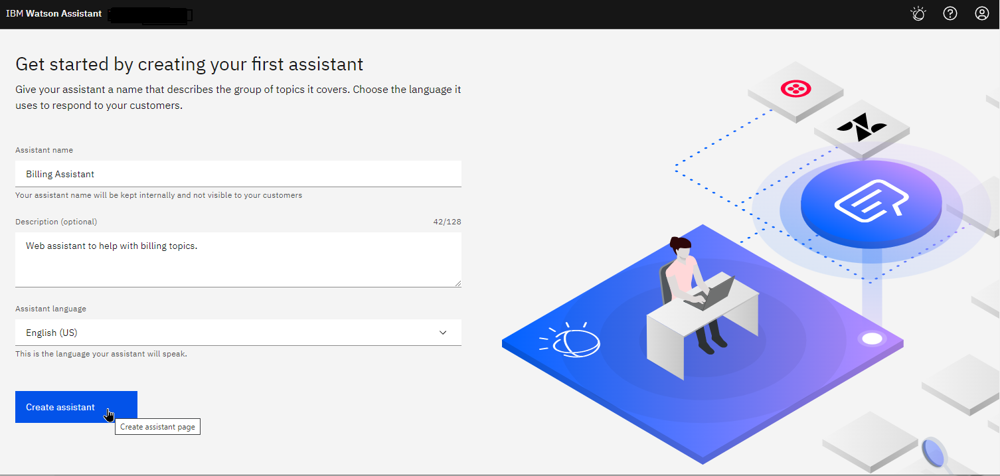 IBM Watson Assistant
Get started by creating your first assistant
Give your assistant a name that describes the group of topics it covers. Choose the language it
uses to respond to your customers.
Assistant name
Billing Assistant
Your assistant name will be kept internally and not visible to your customers
Description (optional) 42/128
Web assistant to help with billing topics.
Assistant language
English (US)
This is the language your assistant will speak.
Create assistant
Create assistant page